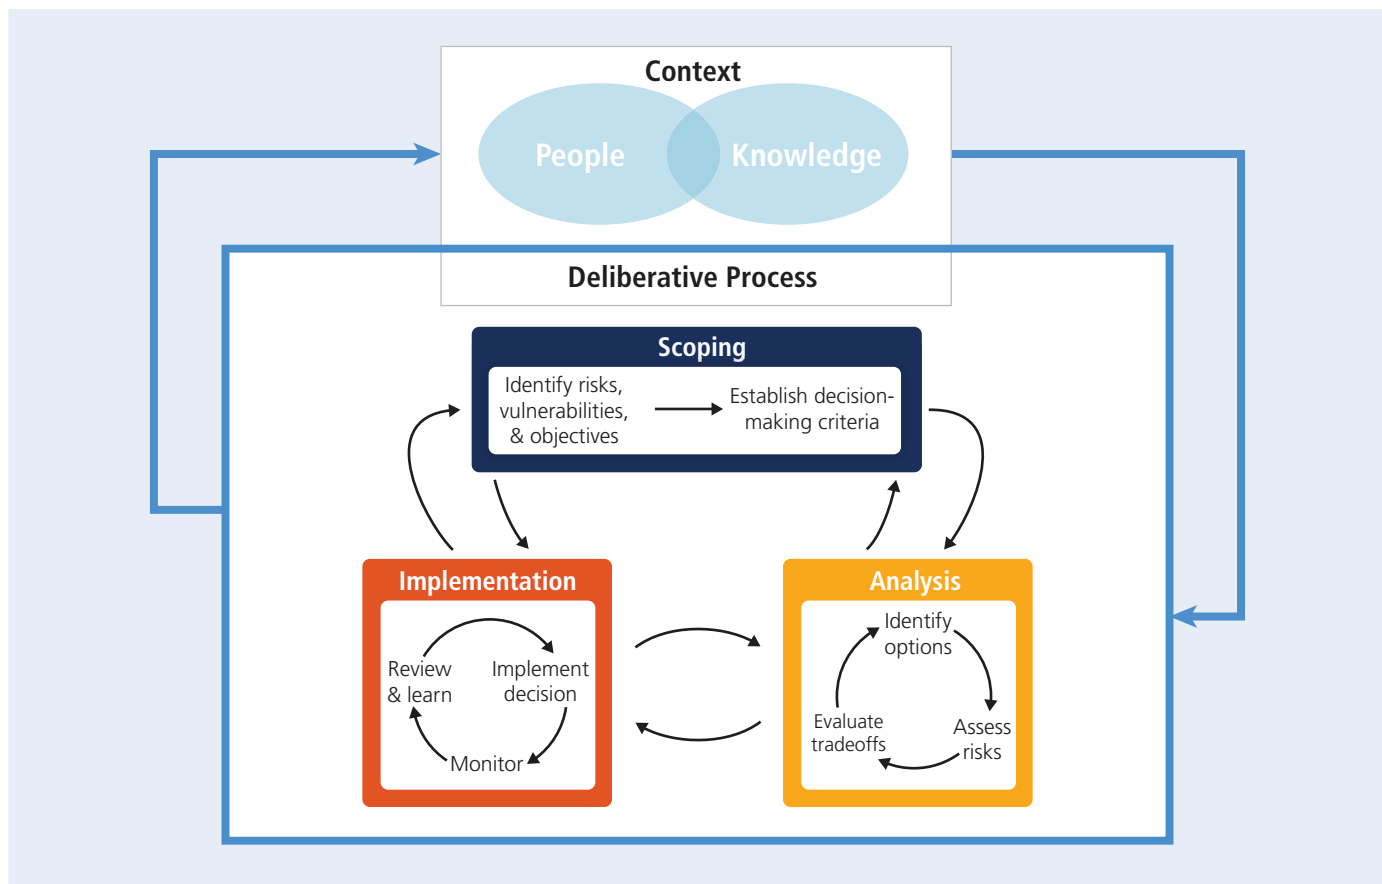 Context
People
Knowledge
Deliberative Process
Scoping
Identify risks,
vulnerabilities,
& objectives
Establish decision-
making criteria
Implementation
Review
& learn
Implement
decision
Monitor
Analysis
Identify
options
Assess
risks
Evaluate
tradeoffs